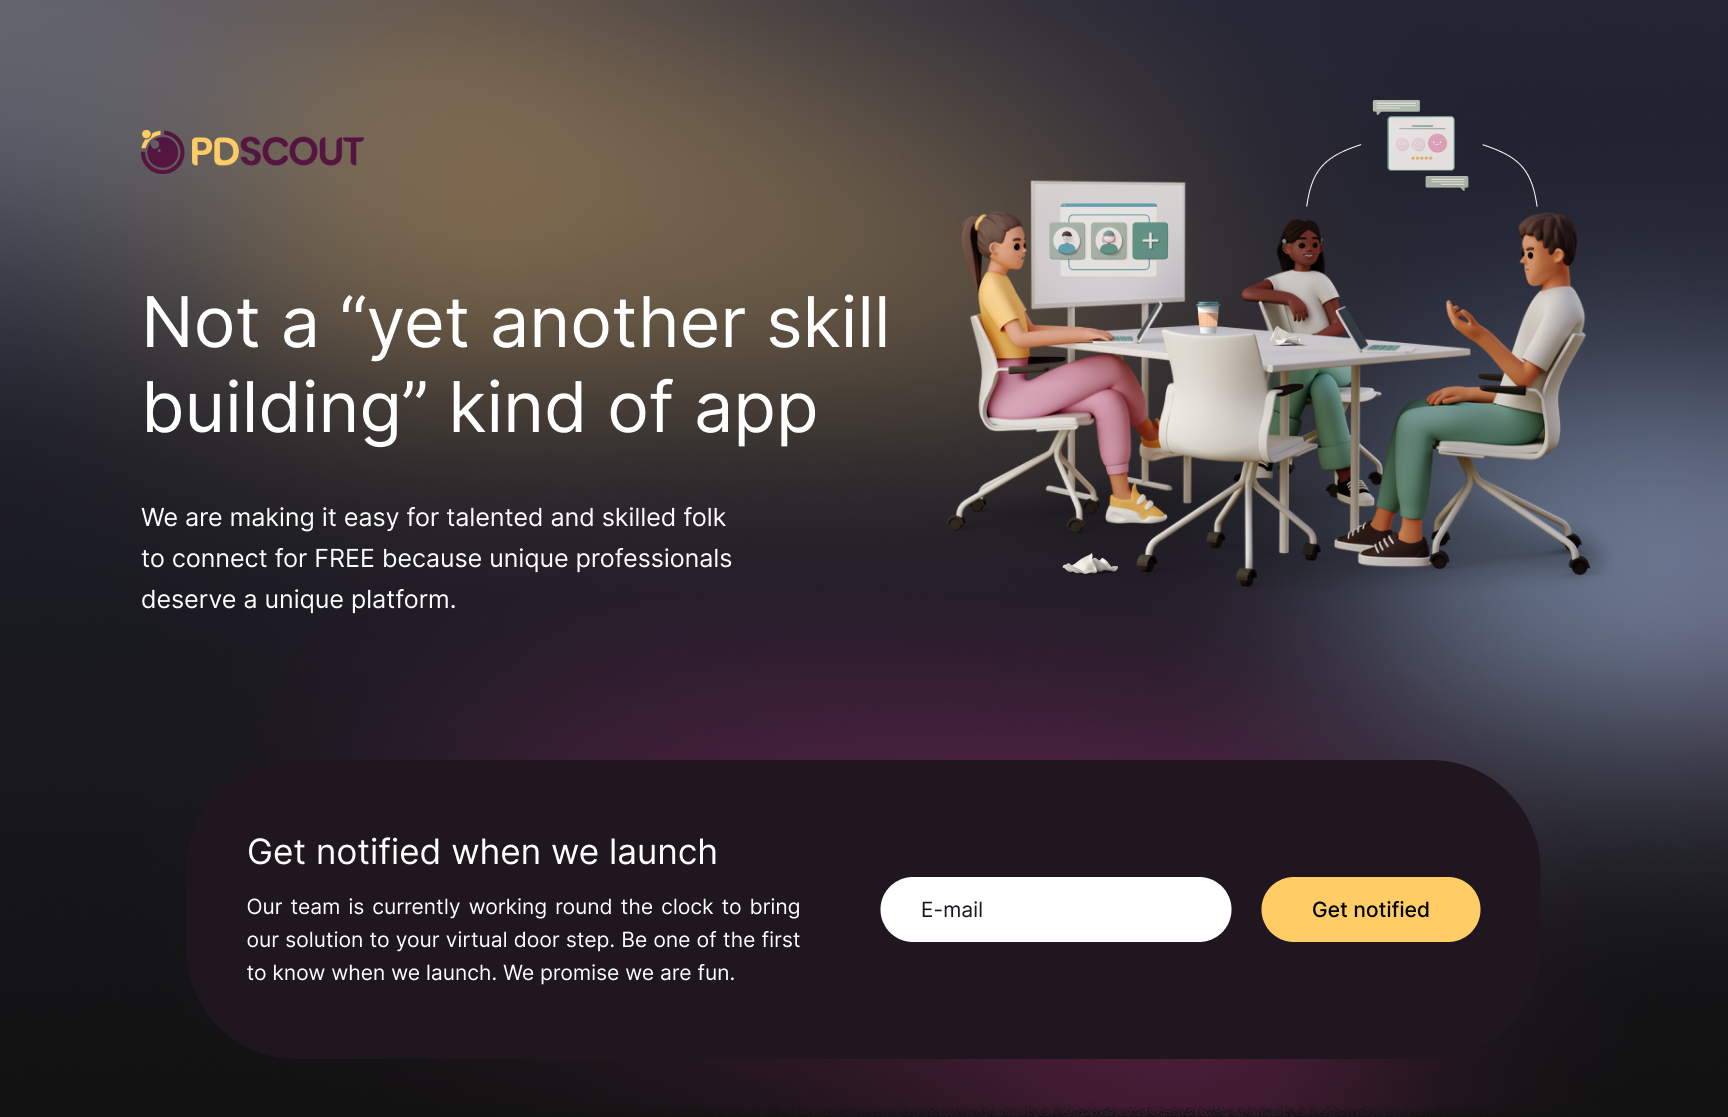 PDSCOUT
Not a “yet another skill
building” kind of app
We are making it easy for talented and skilled folk
to connect for FREE because unique professionals
deserve a unique platform.
Get notified when we launch
Our team is currently working round the clock to bring
our solution to your virtual door step. Be one of the first
to know when we launch. We promise we are fun.
E-mail
Get notified